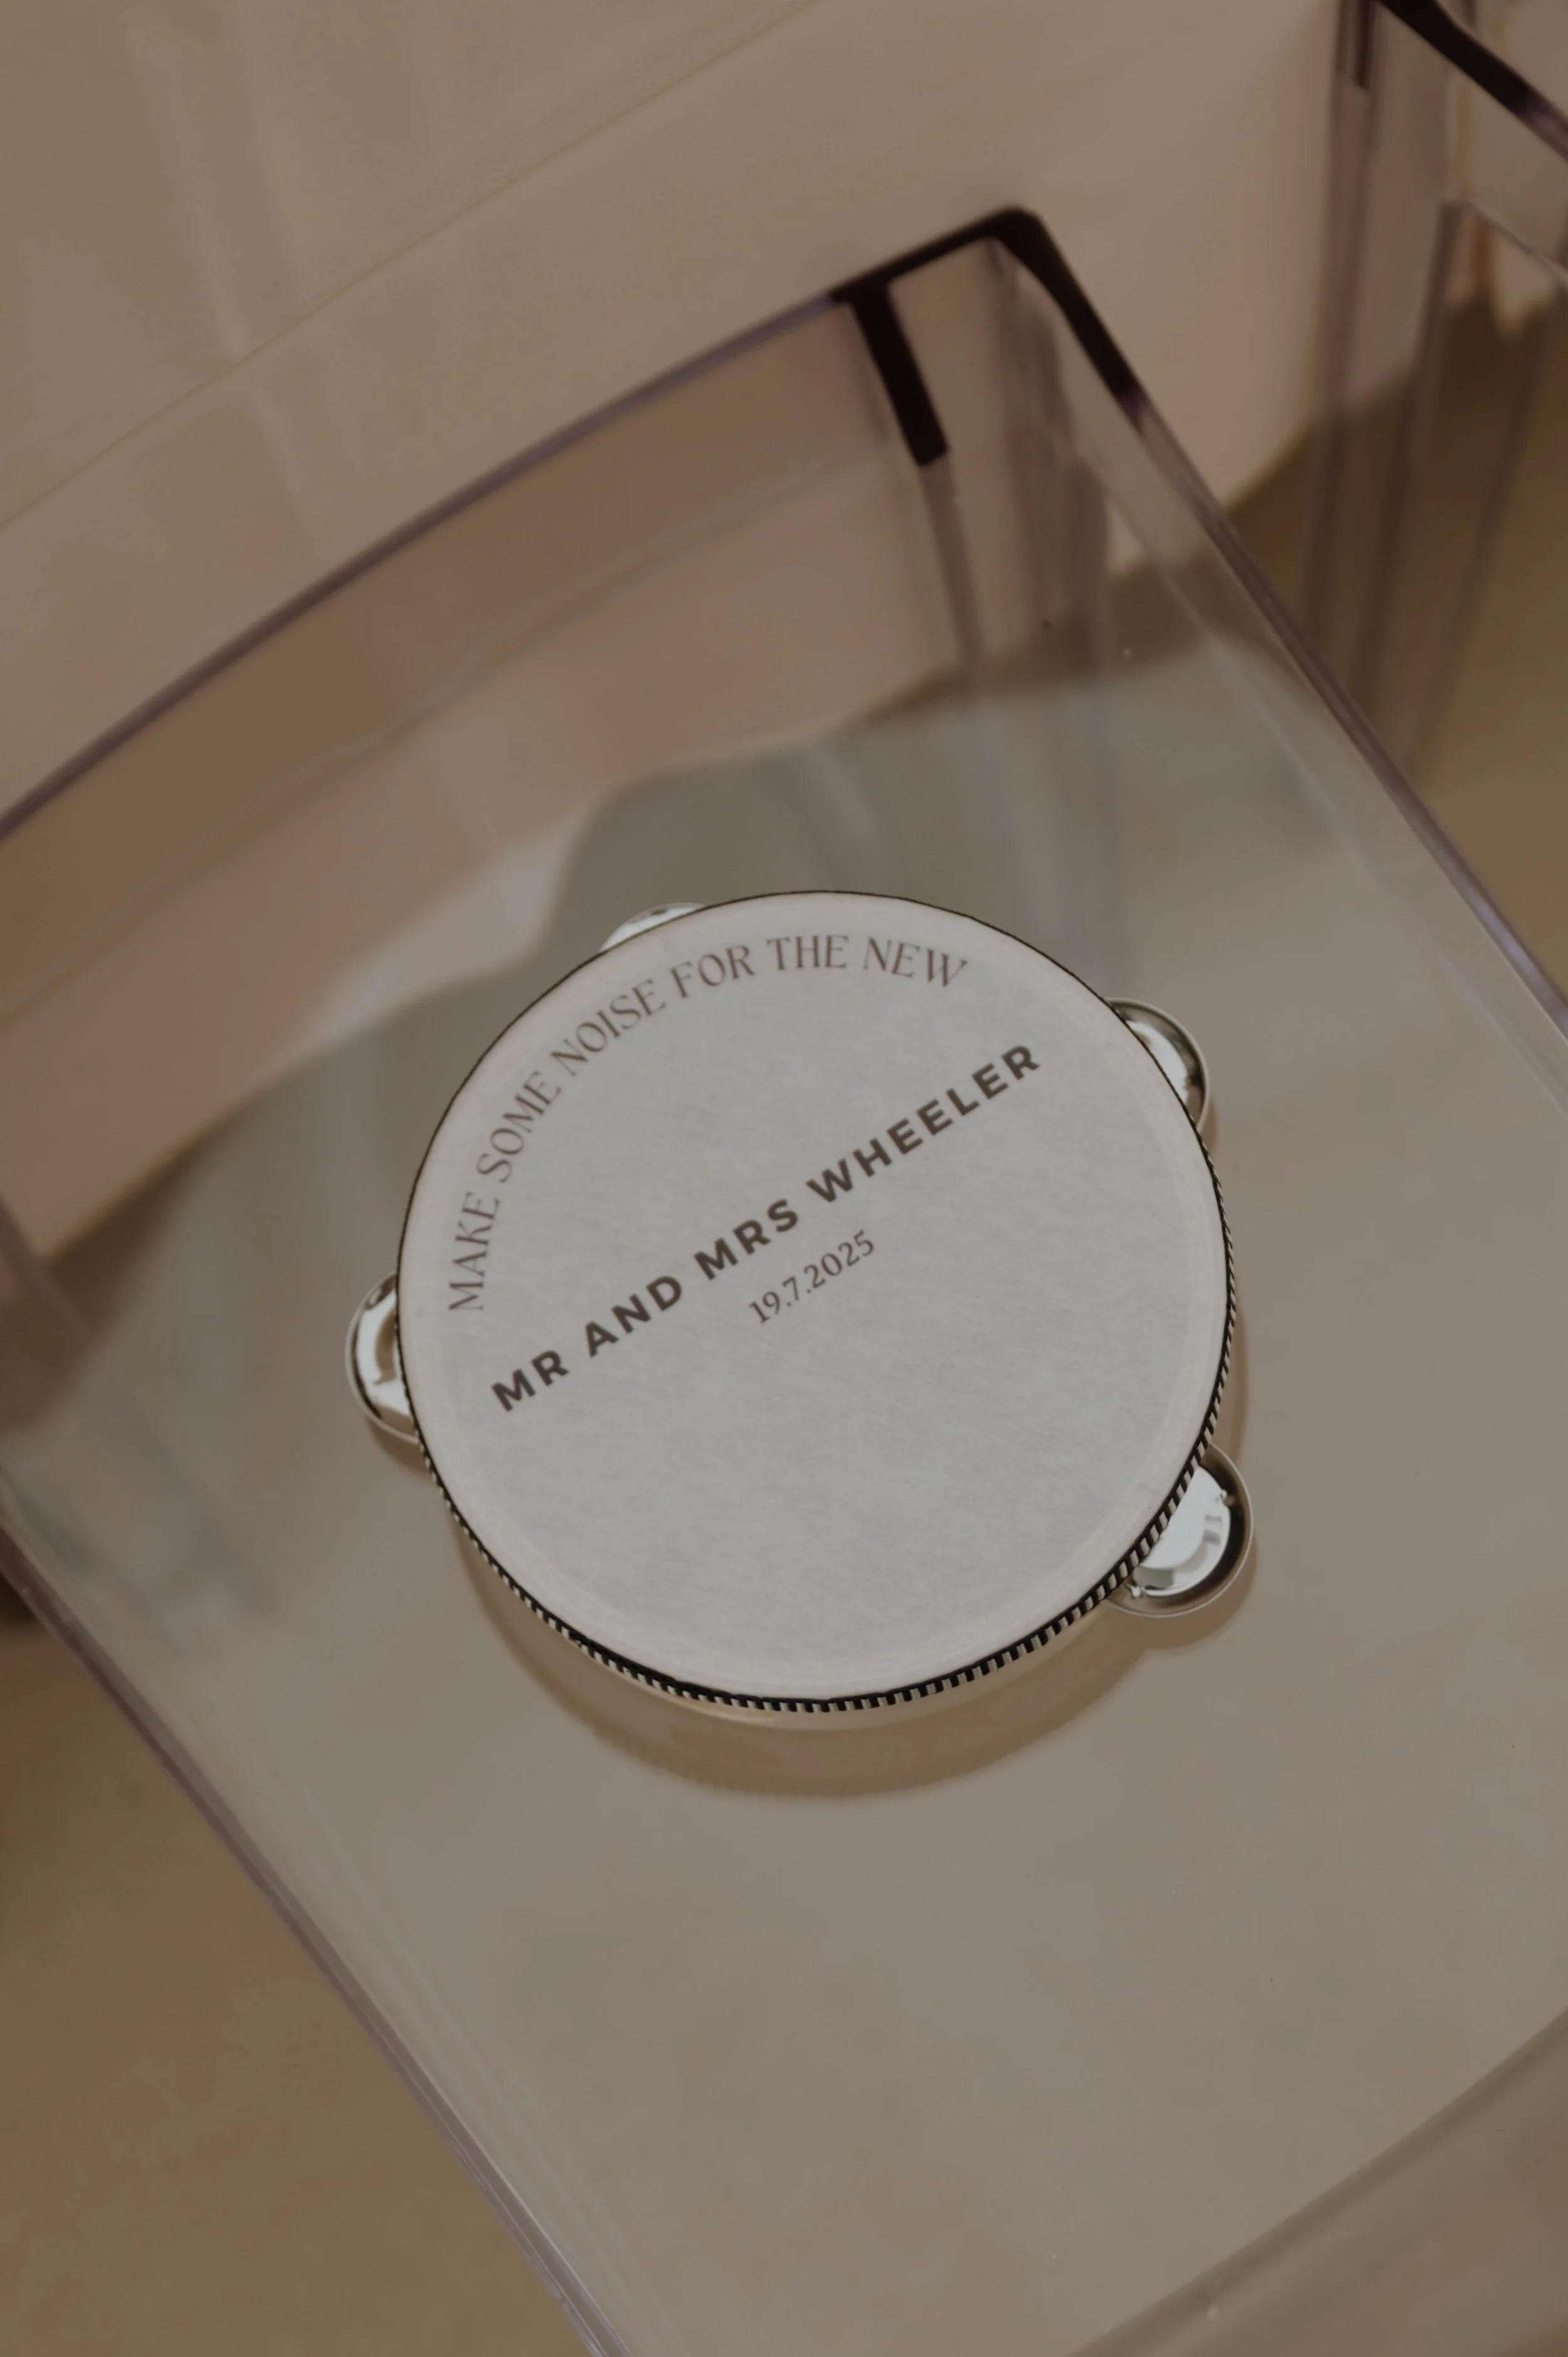 MAKE SOME NOISE FOR THE NEW
MR AND MRS WHEELER
19.7.2025